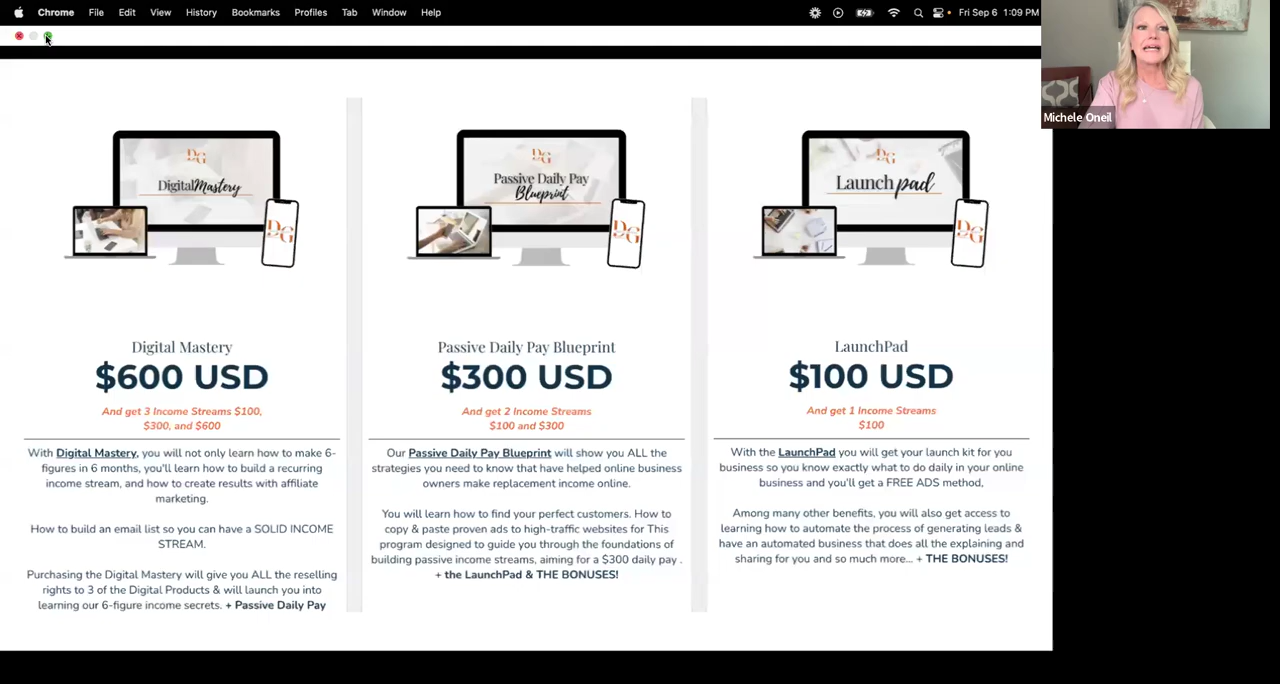 Chrome File Edit View History Bookmarks Profiles Tab Window Help Fri Sep 6 1:09 PM
Michele Oneil
DG
Digital Mastery
DG
DG
Passive Daily Pay
Blueprint
DG
DG
Launch pad
DG
Digital Mastery
$600 USD
And get 3 Income Streams $100,
$300, and $600
With Digital Mastery, you will not only learn how to make 6-
figures in 6 months, you'll learn how to build a recurring
income stream, and how to create results with affiliate
marketing.
How to build an email list so you can have a SOLID INCOME
STREAM.
Purchasing the Digital Mastery will give you ALL the reselling
rights to 3 of the Digital Products & will launch you into
learning our 6-figure income secrets. + Passive Daily Pay
Passive Daily Pay Blueprint
$300 USD
And get 2 Income Streams
$100 and $300
Our Passive Daily Pay Blueprint will show you ALL the
strategies you need to know that have helped online business
owners make replacement income online.
You will learn how to find your perfect customers. How to
copy & paste proven ads to high-traffic websites for This
program designed to guide you through the foundations of
building passive income streams, aiming for a $300 daily pay .
+ the LaunchPad & THE BONUSES!
LaunchPad
$100 USD
And get 1 Income Streams
$100
With the LaunchPad you will get your launch kit for you
business so you know exactly what to do daily in your online
business and you'll get a FREE ADS method,
Among many other benefits, you will also get access to
learning how to automate the process of generating leads &
have an automated business that does all the explaining and
sharing for you and so much more... + THE BONUSES!